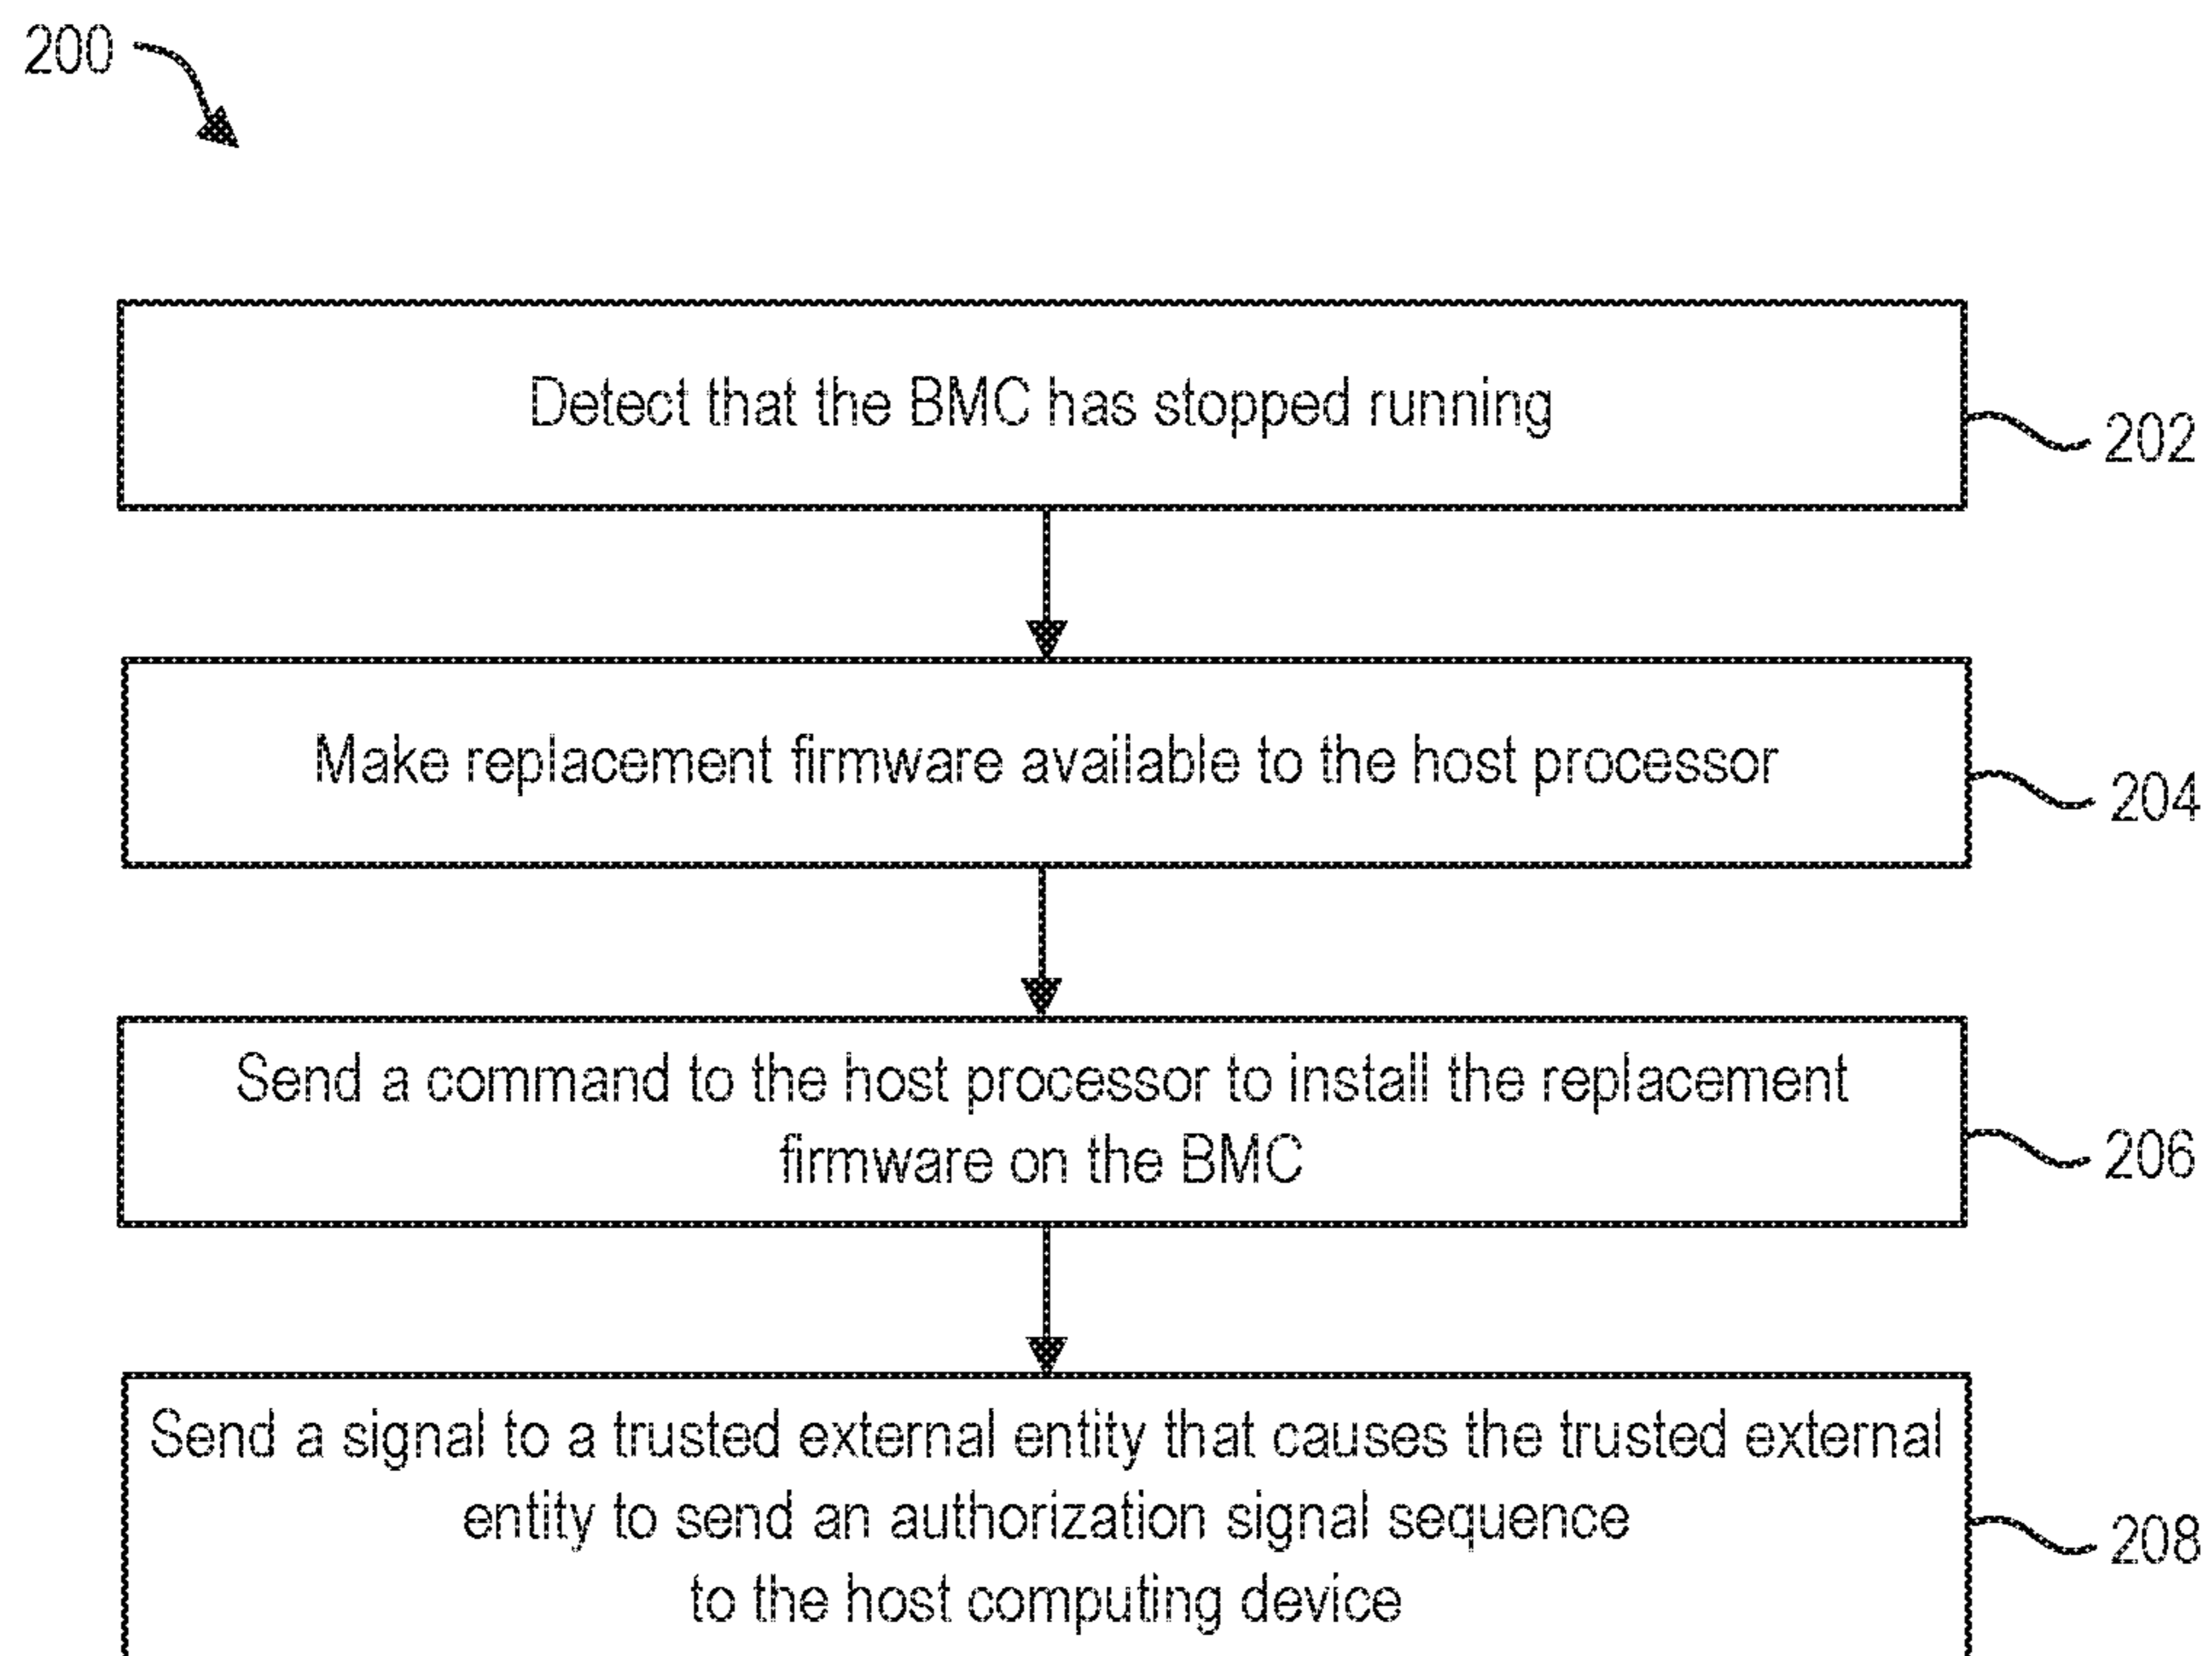 200
Detect that the BMC has stopped running
202
Make replacement firmware available to the host processor
204
Send a command to the host processor to install the replacement
firmware on the BMC
206
Send a signal to a trusted external entity that causes the trusted external
entity to send an authorization signal sequence
to the host computing device
208